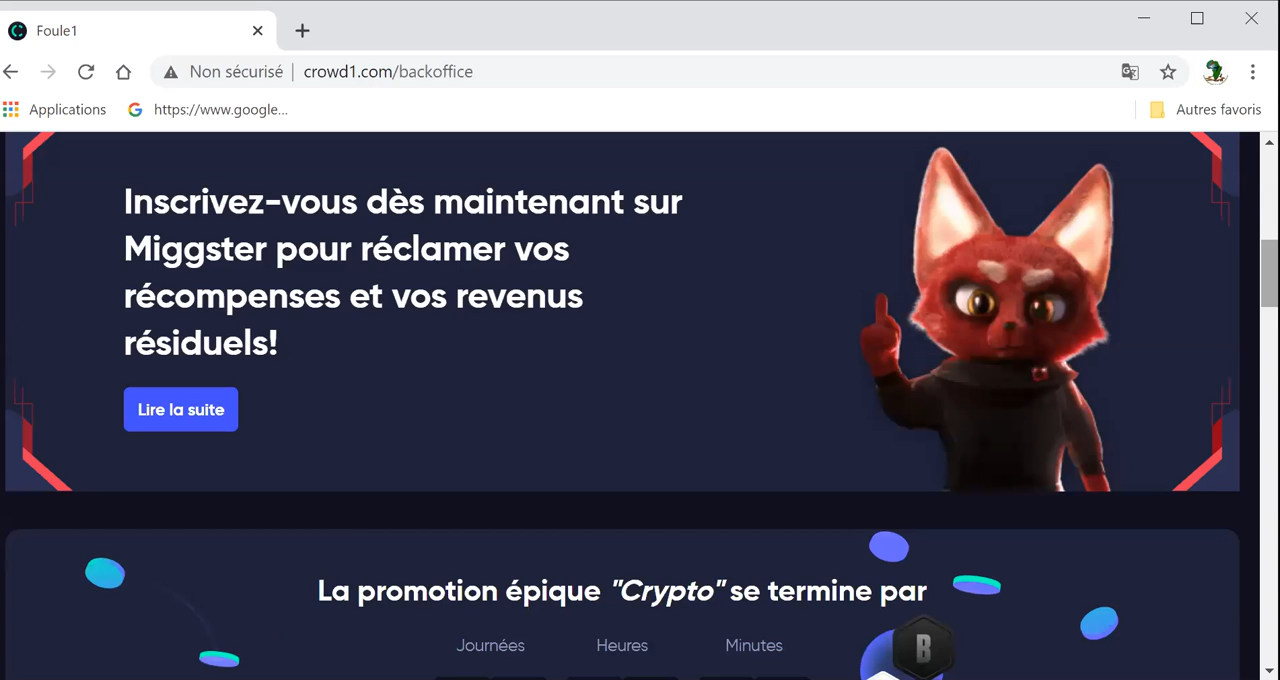 Foule1
Non sécurisé
crowd1.com/backoffice
Applications
https://www.google...
Autres favoris
Inscrivez-vous dès maintenant sur
Miggster pour réclamer vos
récompenses et vos revenus
résiduels!
Lire la suite
La promotion épique "Crypto" se termine par
Journées Heures Minutes
B